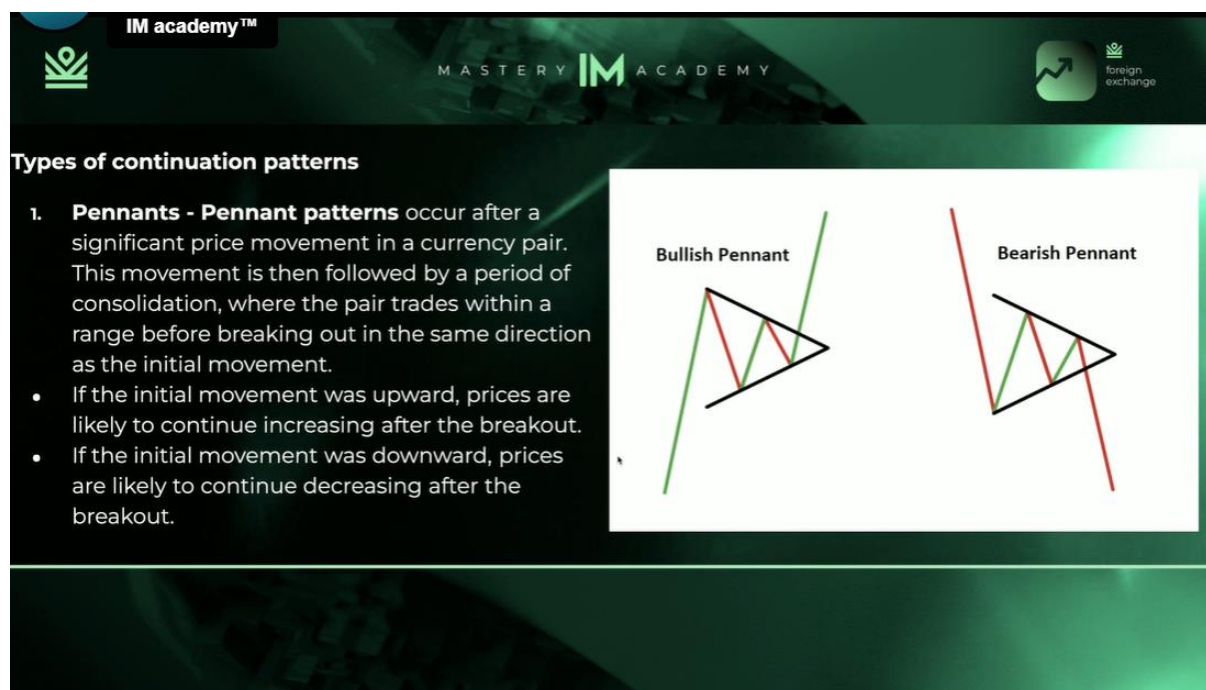 IM academy™
MASTERY IM ACADEMY
foreign
exchange
Types of continuation patterns
1. Pennants - Pennant patterns occur after a
significant price movement in a currency pair.
This movement is then followed by a period of
consolidation, where the pair trades within a
range before breaking out in the same direction
as the initial movement.
• If the initial movement was upward, prices are
likely to continue increasing after the breakout.
• If the initial movement was downward, prices
are likely to continue decreasing after the
breakout.
Bullish Pennant
Bearish Pennant